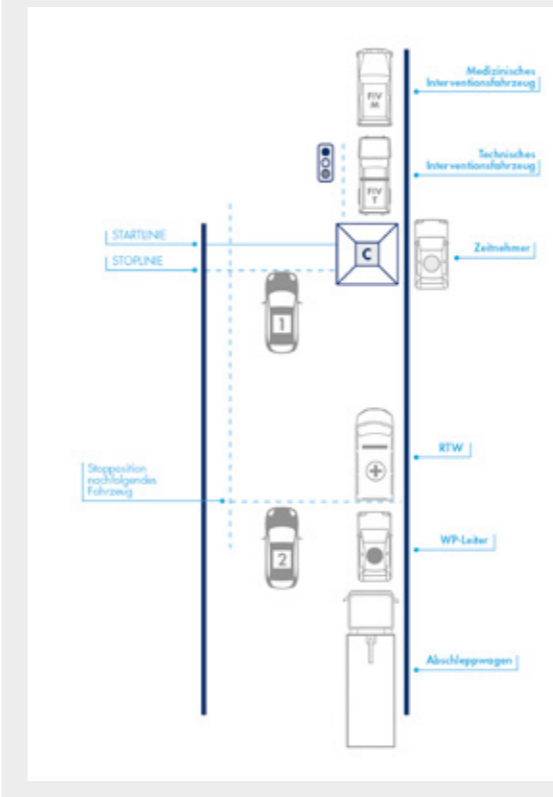 Medizinisches
Interventionsfahrzeug
FIV
M
Technisches
Interventionsfahrzeug
FIV
T
STARTLINIE
C
Zeitnehmer
STOPLINIE
1
RTW
Stopposition
nachfolgendes
Fahrzeug
WP-Leiter
2
Abschleppwagen